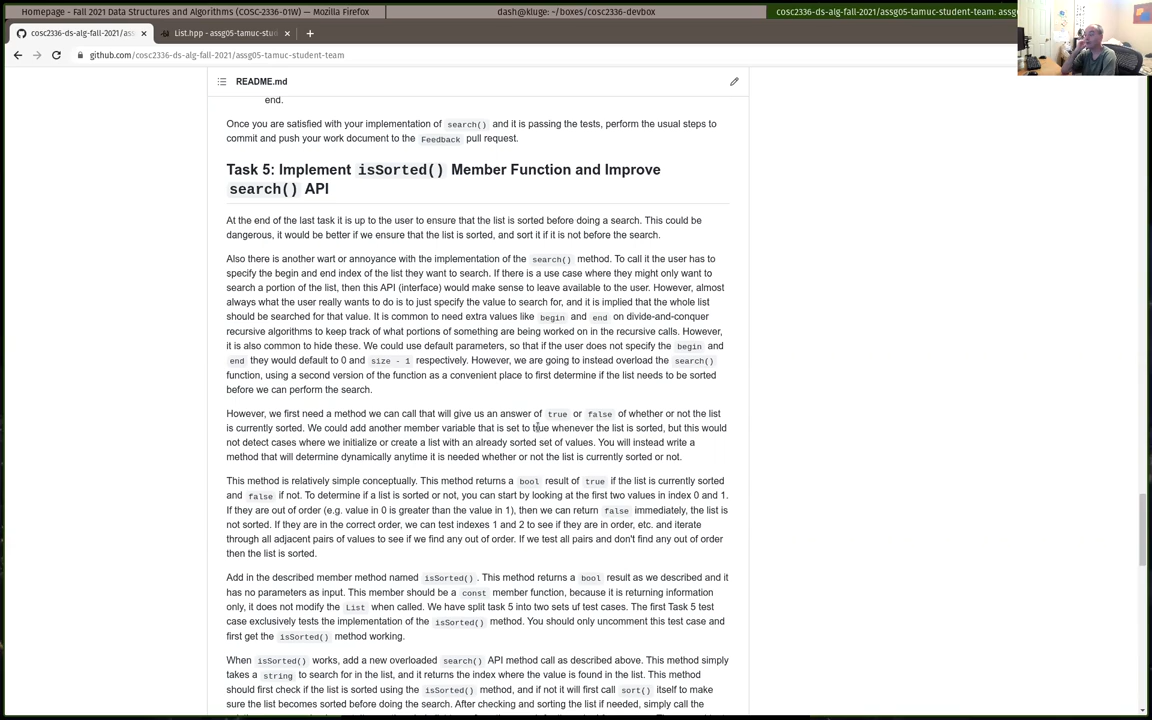 Homepage - Fall 2021 Data Structures and Algorithms (COSC-2336-01W) — Mozilla Firefox
dash@kluge: ~/boxes/cosc2336-devbox
cosc2336-ds-alg-fall-2021/assg05-tamuc-student-team: assg
cosc2336-ds-alg-fall-2021/ass
List.hpp - assg05-tamuc-stud
github.com/cosc2336-ds-alg-fall-2021/assg05-tamuc-student-team
README.md
end.
Once you are satisfied with your implementation of search() and it is passing the tests, perform the usual steps to
commit and push your work document to the Feedback pull request.
Task 5: Implement isSorted() Member Function and Improve
search() API
At the end of the last task it is up to the user to ensure that the list is sorted before doing a search. This could be
dangerous, it would be better if we ensure that the list is sorted, and sort it if it is not before the search.
Also there is another wart or annoyance with the implementation of the search() method. To call it the user has to
specify the begin and end index of the list they want to search. If there is a use case where they might only want to
search a portion of the list, then this API (interface) would make sense to leave available to the user. However, almost
always what the user really wants to do is to just specify the value to search for, and it is implied that the whole list
should be searched for that value. It is common to need extra values like begin and end on divide-and-conquer
recursive algorithms to keep track of what portions of something are being worked on in the recursive calls. However,
it is also common to hide these. We could use default parameters, so that if the user does not specify the begin and
end they would default to 0 and size - 1 respectively. However, we are going to instead overload the search()
function, using a second version of the function as a convenient place to first determine if the list needs to be sorted
before we can perform the search.
However, we first need a method we can call that will give us an answer of true or false of whether or not the list
is currently sorted. We could add another member variable that is set to true whenever the list is sorted, but this would
not detect cases where we initialize or create a list with an already sorted set of values. You will instead write a
method that will determine dynamically anytime it is needed whether or not the list is currently sorted or not.
This method is relatively simple conceptually. This method returns a bool result of true if the list is currently sorted
and false if not. To determine if a list is sorted or not, you can start by looking at the first two values in index 0 and 1.
If they are out of order (e.g. value in 0 is greater than the value in 1), then we can return false immediately, the list is
not sorted. If they are in the correct order, we can test indexes 1 and 2 to see if they are in order, etc. and iterate
through all adjacent pairs of values to see if we find any out of order. If we test all pairs and don't find any out of order
then the list is sorted.
Add in the described member method named isSorted(). This method returns a bool result as we described and it
has no parameters as input. This member should be a const member function, because it is returning information
only, it does not modify the List when called. We have split task 5 into two sets uf test cases. The first Task 5 test
case exclusively tests the implementation of the isSorted() method. You should only uncomment this test case and
first get the isSorted() method working.
When isSorted() works, add a new overloaded search() API method call as described above. This method simply
takes a string to search for in the list, and it returns the index where the value is found in the list. This method
should first check if the list is sorted using the isSorted() method, and if not it will first call sort() itself to make
sure the list becomes sorted before doing the search. After checking and sorting the list if needed, simply call the